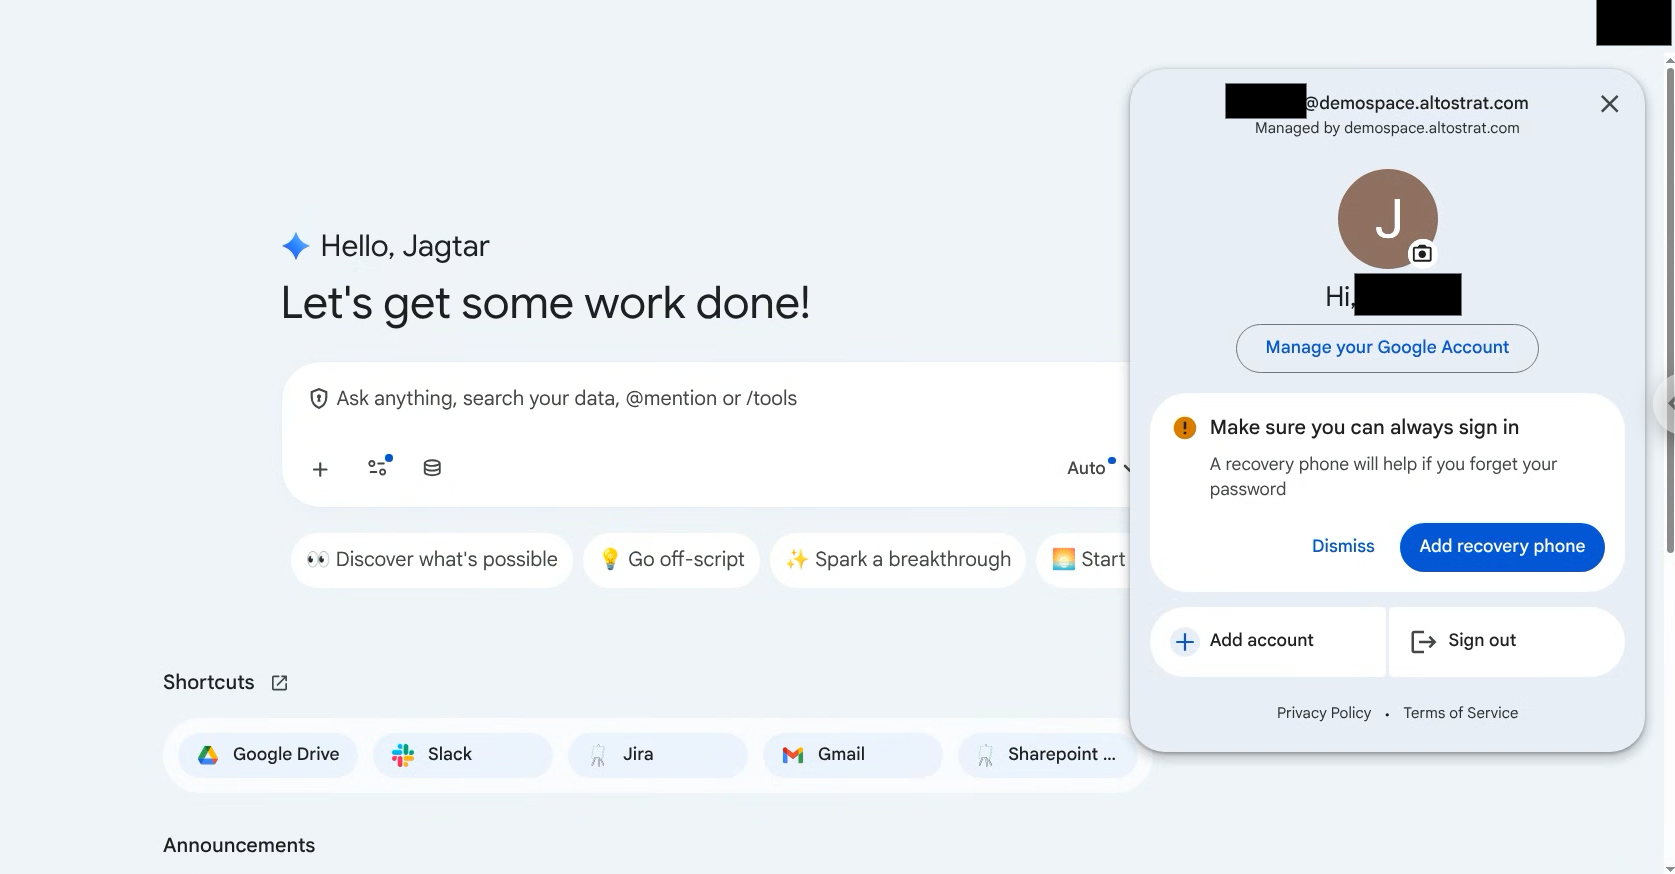 Hello, Jagtar
Let's get some work done!
Ask anything, search your data, @mention or /tools
Auto
👀 Discover what's possible
💡 Go off-script
✨ Spark a breakthrough
🌅 Start
Shortcuts
Google Drive
Slack
Jira
Gmail
Sharepoint ...
Announcements
@demospace.altostrat.com
Managed by demospace.altostrat.com
J
Hi,
Manage your Google Account
Make sure you can always sign in
A recovery phone will help if you forget your
password
Dismiss
Add recovery phone
Add account
Sign out
Privacy Policy • Terms of Service